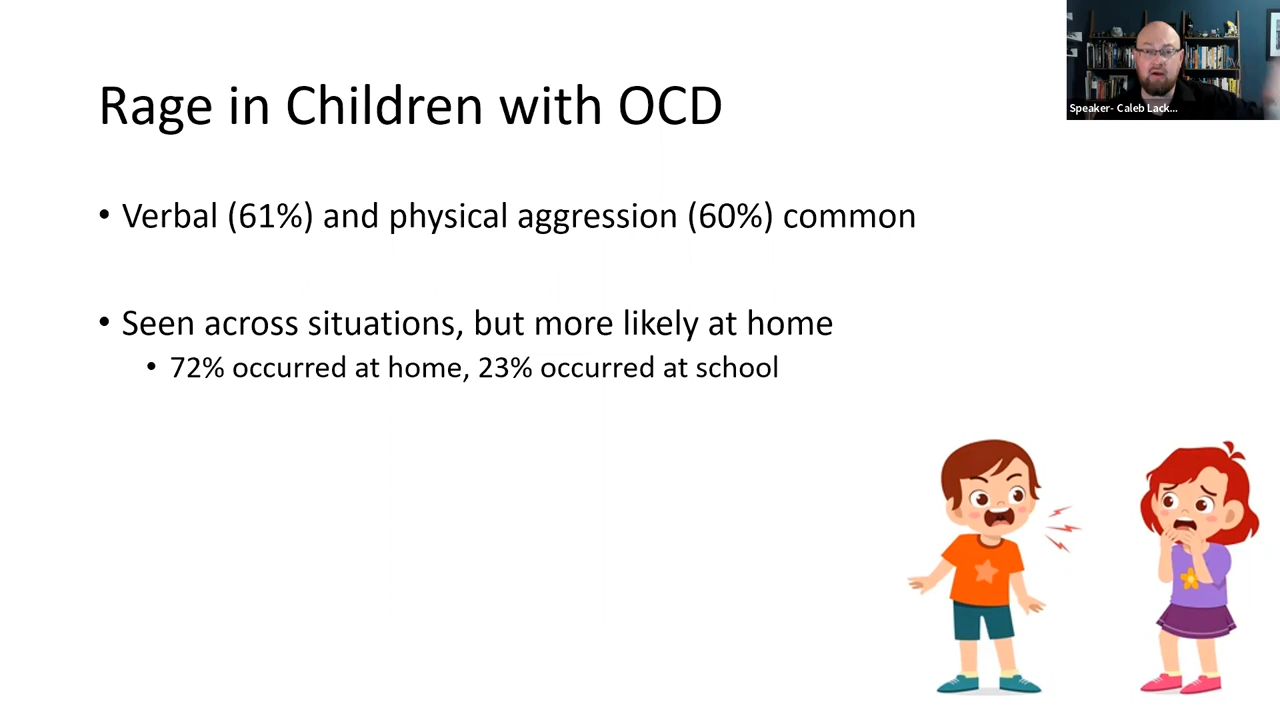 Rage in Children with OCD
Speaker- Caleb Lack...
• Verbal (61%) and physical aggression (60%) common
• Seen across situations, but more likely at home
• 72% occurred at home, 23% occurred at school